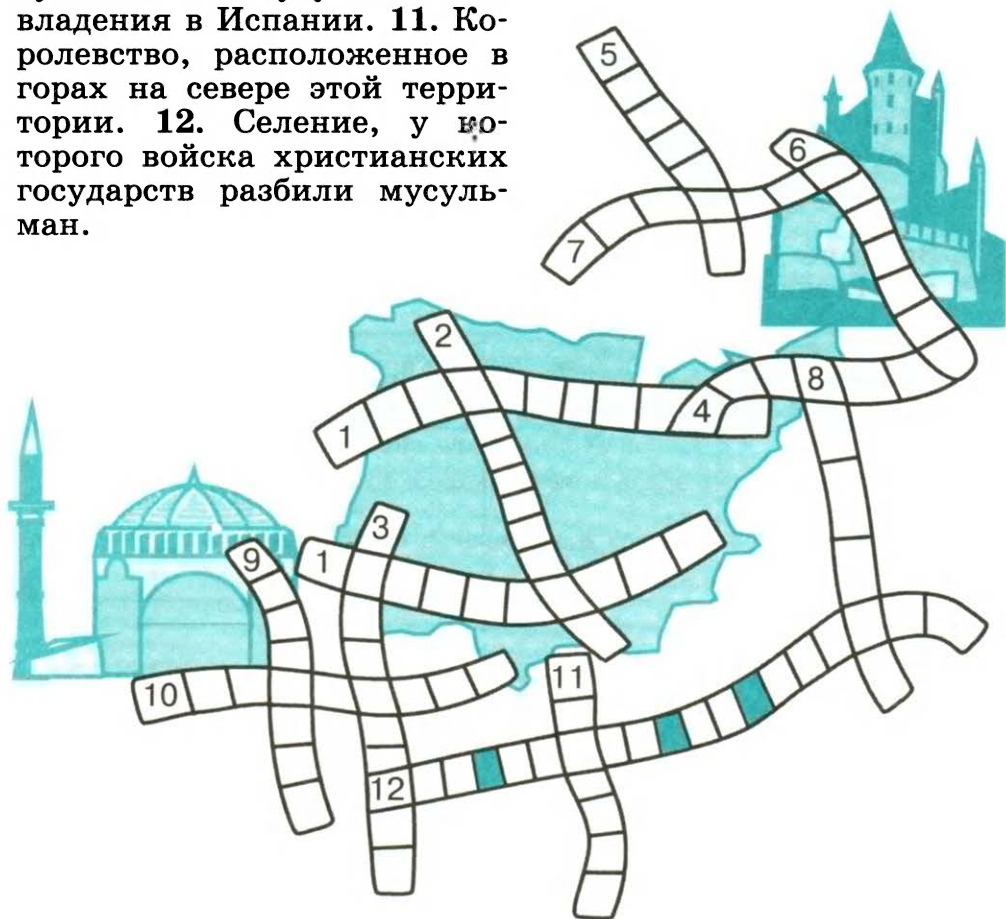 владения в Испании. 11. Ко-
ролевство, расположенное в
горах на севере этой терри-
тории. 12. Селение, у ко-
торого войска христианских
государств разбили мусуль-
ман.
5
6
7
2
8
4
1
3
9
1
11
10
12